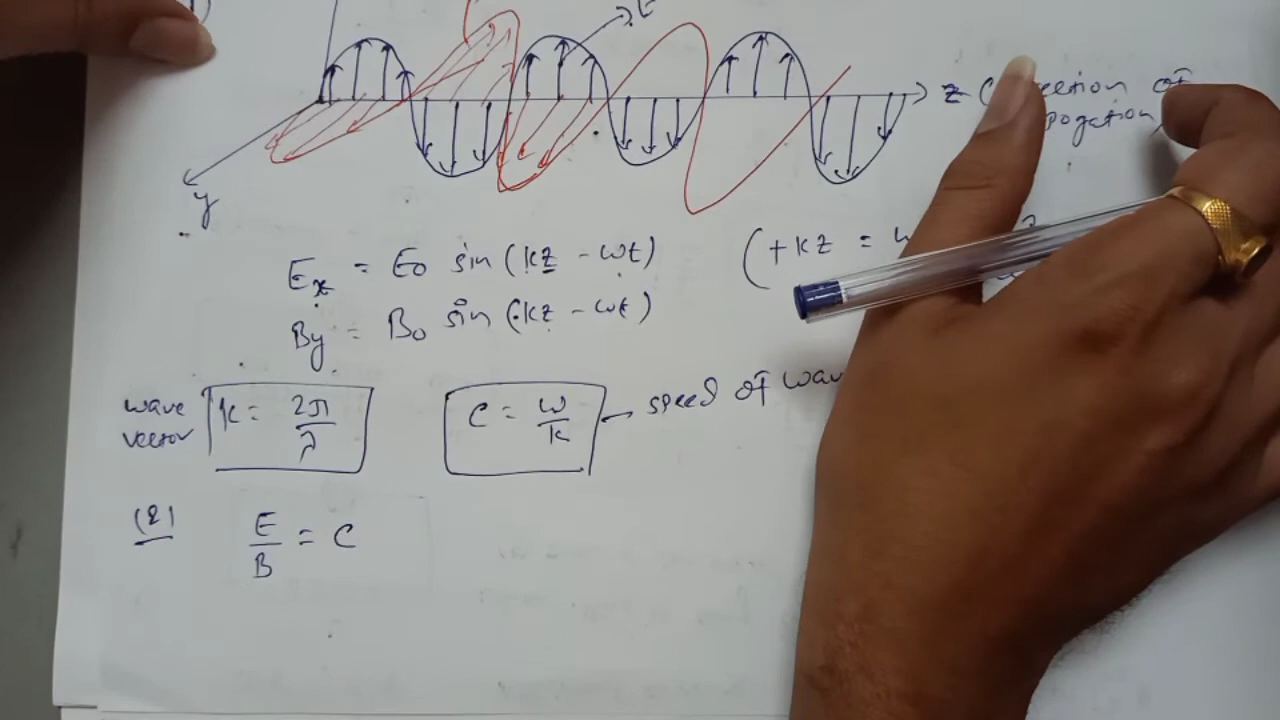 z
y
Ex = E0 sin(kz - ωt) (+kz =
By = B0 sin(kz - ωt)
wave
vector k = 2π/λ C = ω/k speed of
(2) E/B = C